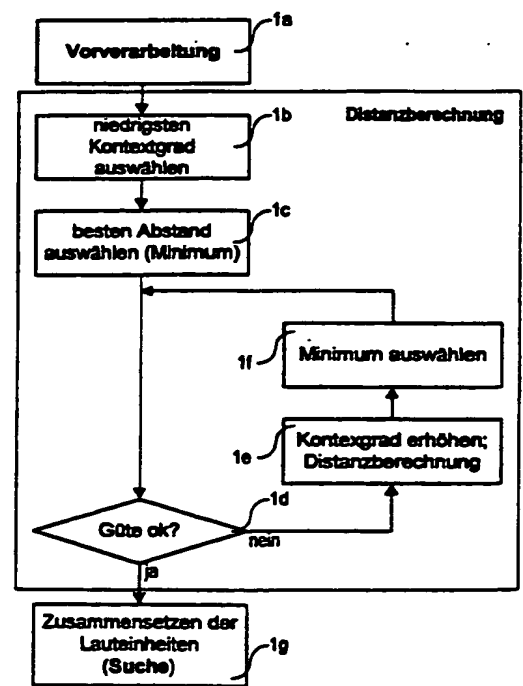 1a
Vorverarbeitung
Distanzberechnung
1b
niedrigsten
Kontextgrad
auswählen
1c
besten Abstand
auswählen (Minimum)
1f
Minimum auswählen
1e
Kontexgrad erhöhen;
Distanzberechnung
1d
Güte ok?
nein
ja
Zusammensetzen der
Lauteinheiten
(Suche)
1g